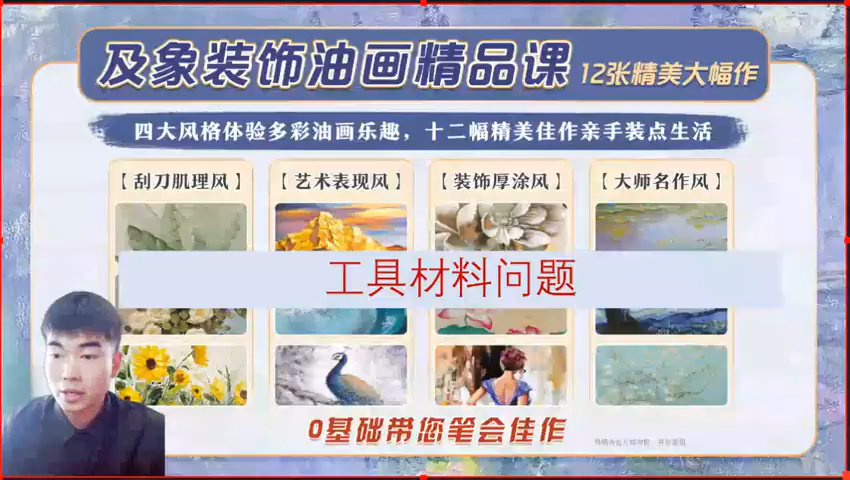 及象装饰油画精品课 12张精美大幅作
四大风格体验多彩油画乐趣，十二幅精美佳作亲手装点生活
【刮刀肌理风】 【艺术表现风】 【装饰厚涂风】 【大师名作风】
工具材料问题
0基础带您笔会佳作